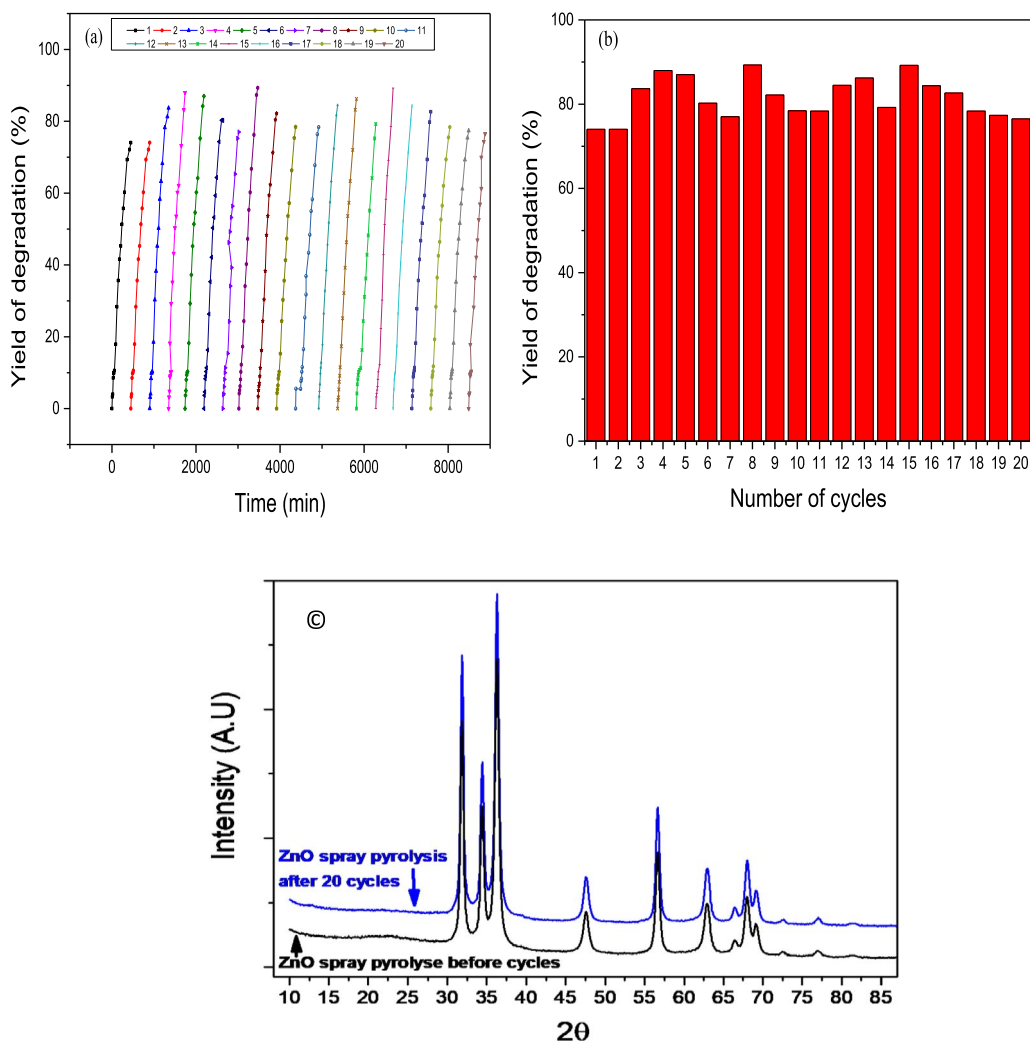 (a)
1 2 3 4 5 6 7 8 9 10 11
12 13 14 15 16 17 18 19 20
100
80
60
40
20
0
Yield of degradation (%)
0 2000 4000 6000 8000
Time (min)
(b)
100
80
60
40
20
0
Yield of degradation (%)
1 2 3 4 5 6 7 8 9 10 11 12 13 14 15 16 17 18 19 20
Number of cycles
©
Intensity (A.U)
ZnO spray pyrolysis
after 20 cycles
ZnO spray pyrolyse before cycles
10 15 20 25 30 35 40 45 50 55 60 65 70 75 80 85
2θ